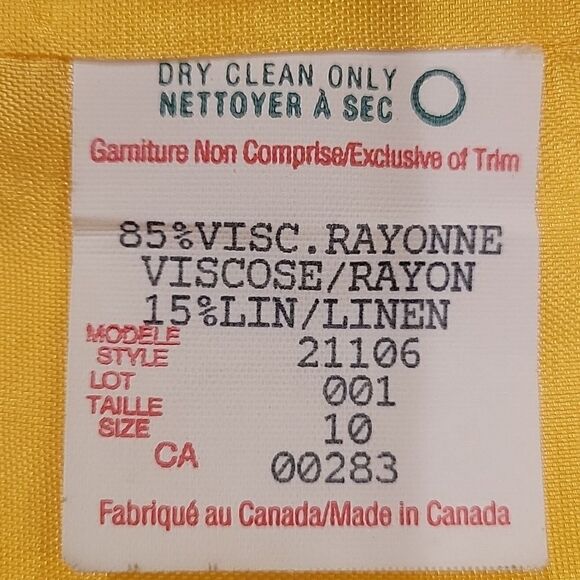 DRY CLEAN ONLY
NETTOYER À SEC
Garniture Non Comprise/Exclusive of Trim
85%VISC.RAYONNE
VISCOSE/RAYON
15%LIN/LINEN
MODÈLE
STYLE 21106
LOT 001
TAILLE
SIZE 10
CA 00283
Fabriqué au Canada/Made in Canada